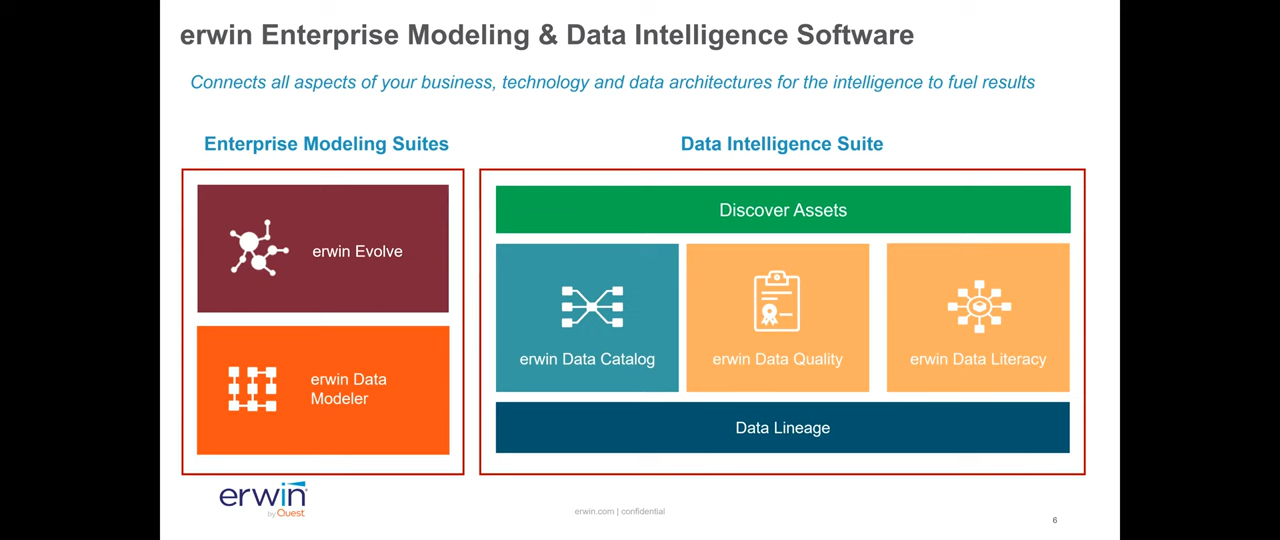 erwin Enterprise Modeling & Data Intelligence Software
Connects all aspects of your business, technology and data architectures for the intelligence to fuel results
Enterprise Modeling Suites
erwin Evolve
erwin Data
Modeler
Data Intelligence Suite
Discover Assets
erwin Data Catalog
erwin Data Quality
erwin Data Literacy
Data Lineage
erwin
by Quest
erwin.com | confidential
6